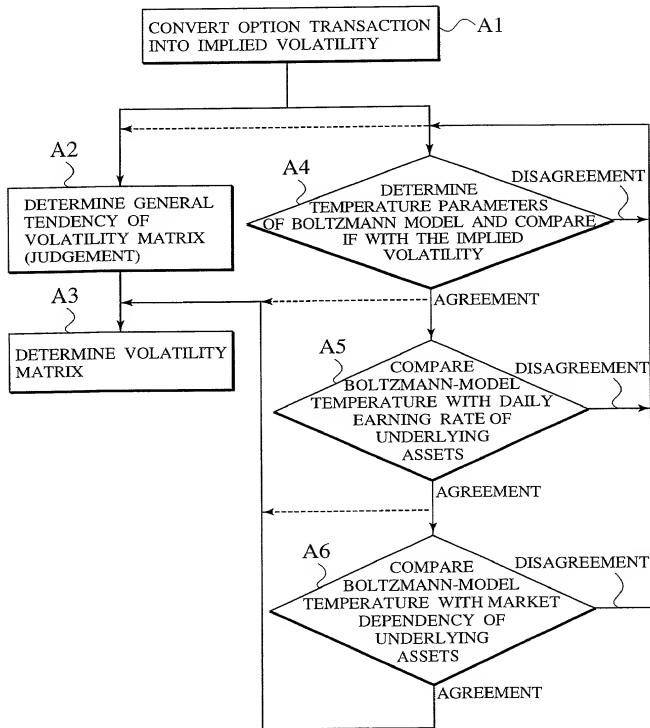 CONVERT OPTION TRANSACTION
INTO IMPLIED VOLATILITY
A1
A2
DETERMINE GENERAL
TENDENCY OF
VOLATILITY MATRIX
(JUDGEMENT)
A4
DETERMINE
TEMPERATURE PARAMETERS
OF BOLTZMANN MODEL AND COMPARE
IF WITH THE IMPLIED
VOLATILITY
DISAGREEMENT
AGREEMENT
A3
DETERMINE VOLATILITY
MATRIX
A5
COMPARE
BOLTZMANN-MODEL
TEMPERATURE WITH DAILY
EARNING RATE OF
UNDERLYING
ASSETS
DISAGREEMENT
AGREEMENT
A6
COMPARE
BOLTZMANN-MODEL
TEMPERATURE WITH MARKET
DEPENDENCY OF
UNDERLYING
ASSETS
DISAGREEMENT
AGREEMENT